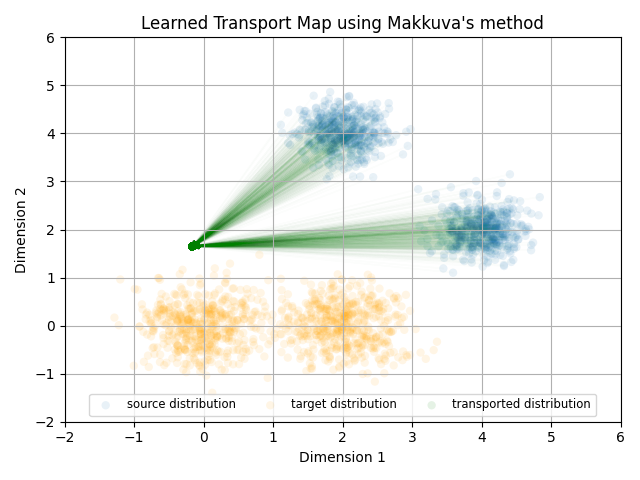 Learned Transport Map using Makkuva's method
Dimension 2
6
5
4
3
2
1
0
−1
−2
−2 −1 0 1 2 3 4 5 6
Dimension 1
source distribution target distribution transported distribution